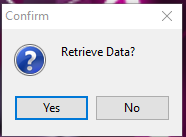 Confirm
Retrieve Data?
Yes
No